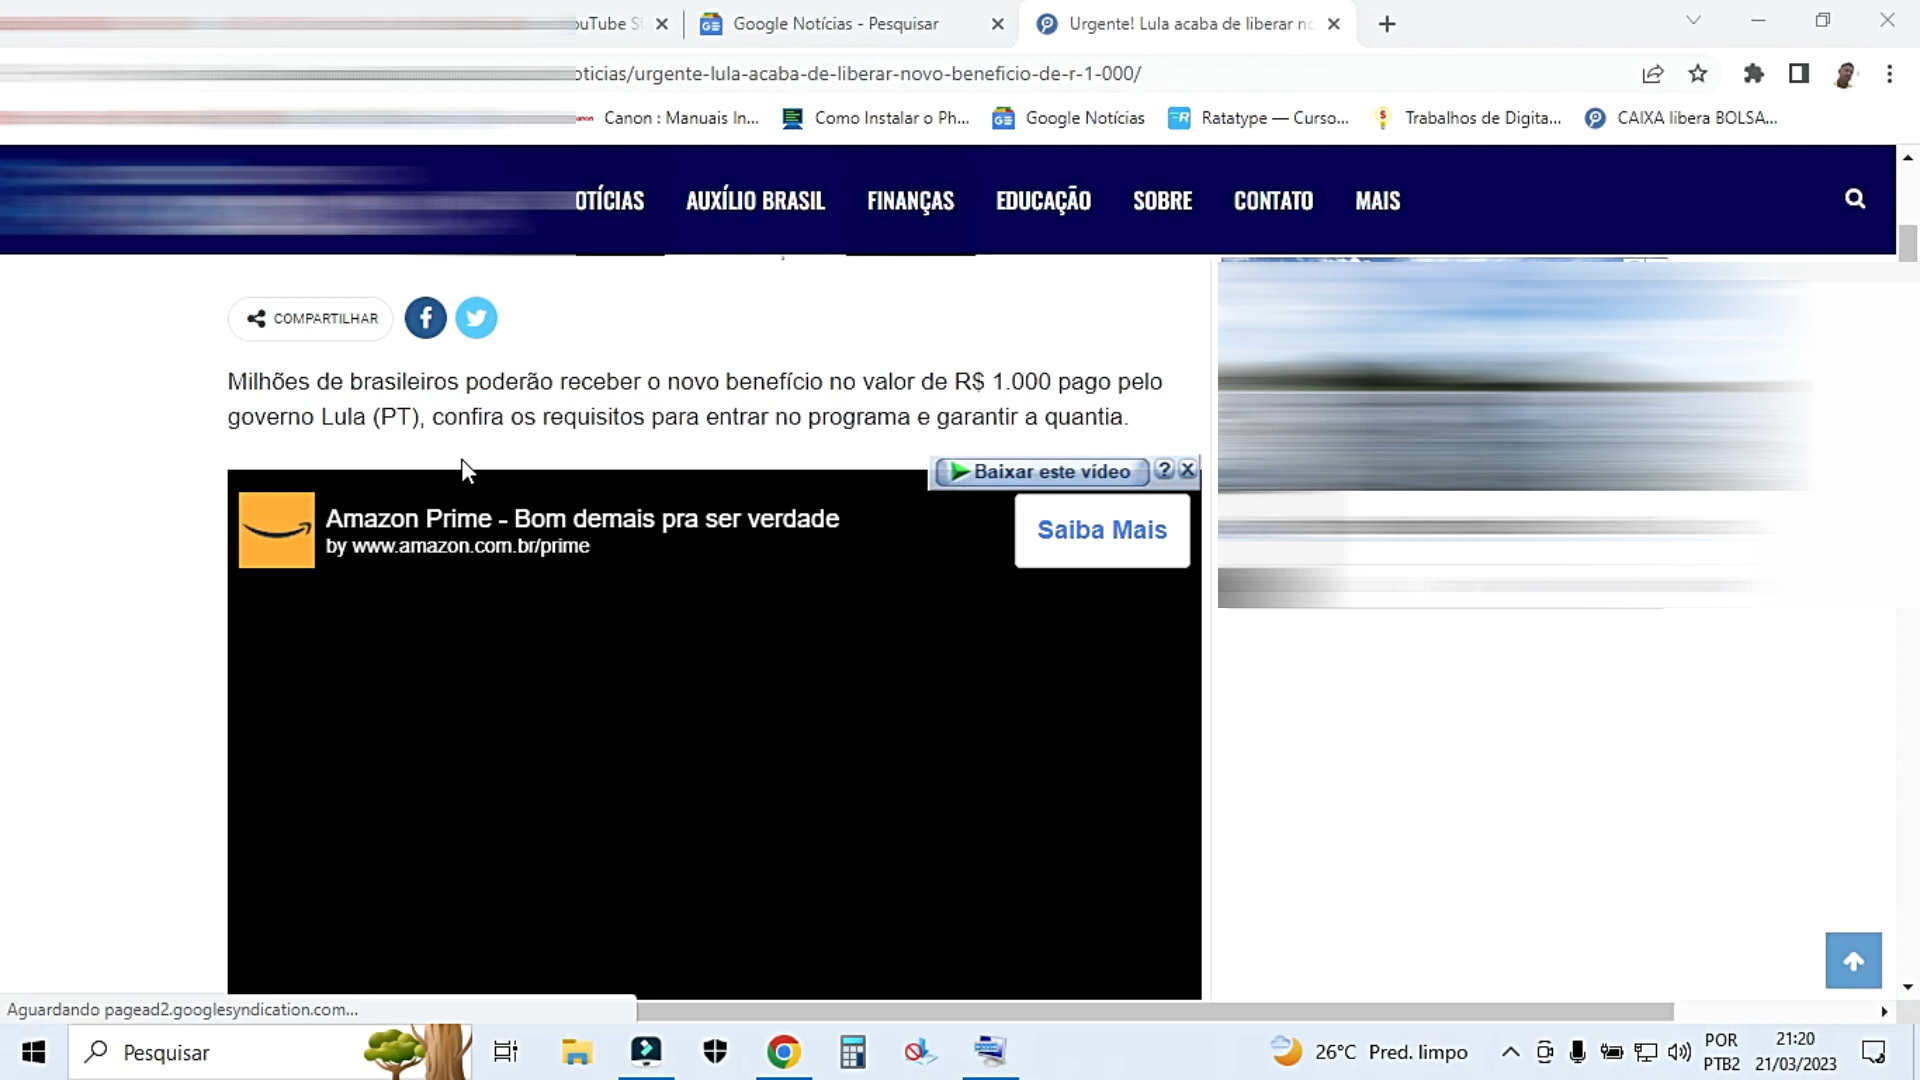 ouTube S
Google Notícias - Pesquisar
Urgente! Lula acaba de liberar no
oticias/urgente-lula-acaba-de-liberar-novo-beneficio-de-r-1-000/
Canon : Manuais In...
Como Instalar o Ph...
Google Notícias
Ratatype — Curso...
Trabalhos de Digita...
CAIXA libera BOLSA...
OTÍCIAS
AUXÍLIO BRASIL
FINANÇAS
EDUCAÇÃO
SOBRE
CONTATO
MAIS
COMPARTILHAR
Milhões de brasileiros poderão receber o novo benefício no valor de R$ 1.000 pago pelo
governo Lula (PT), confira os requisitos para entrar no programa e garantir a quantia.
Baixar este vídeo
Amazon Prime - Bom demais pra ser verdade
by www.amazon.com.br/prime
Saiba Mais
Aguardando pagead2.googlesyndication.com...
Pesquisar
26°C Pred. limpo
POR
PTB2
21:20
21/03/2023